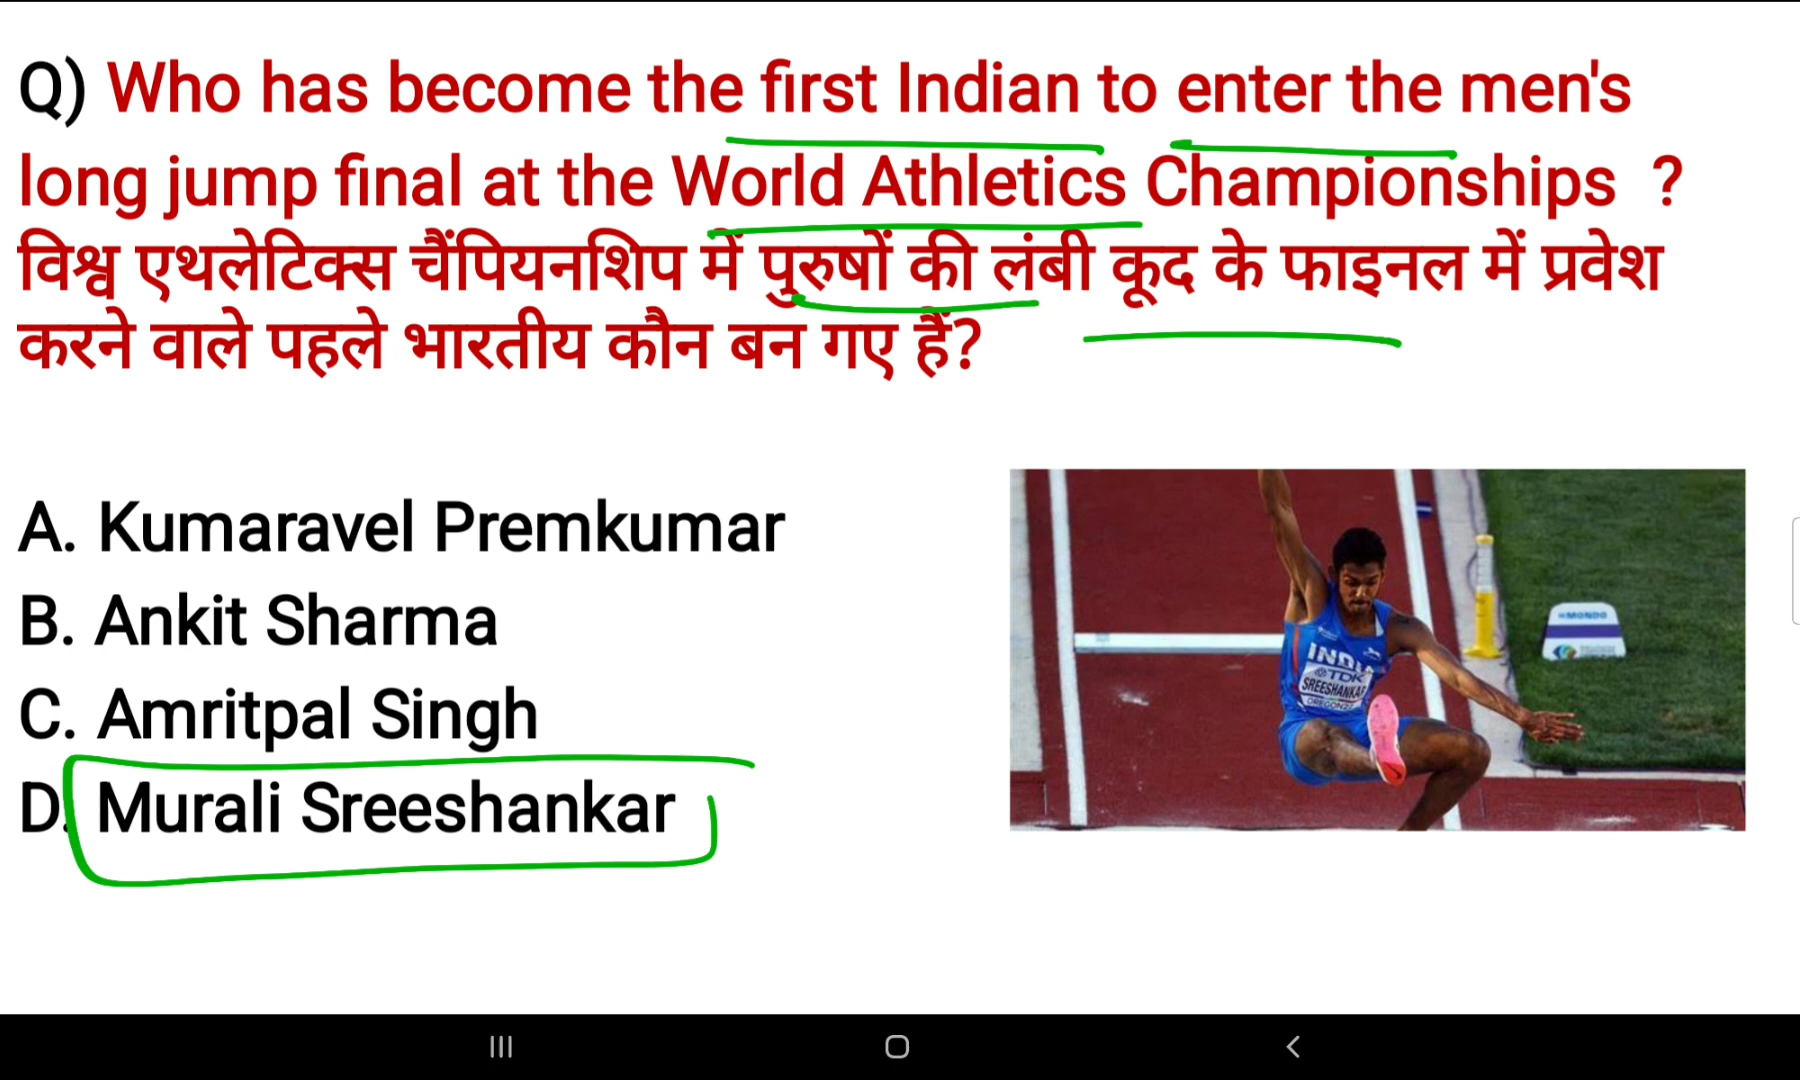 Q) Who has become the first Indian to enter the men's
long jump final at the World Athletics Championships ?
विश्व एथलेटिक्स चैंपियनशिप में पुरुषों की लंबी कूद के फाइनल में प्रवेश
करने वाले पहले भारतीय कौन बन गए हैं?
A. Kumaravel Premkumar
B. Ankit Sharma
C. Amritpal Singh
D. Murali Sreeshankar
INDIA
TDK
SREESHANKAR
OREGON22
MONDO